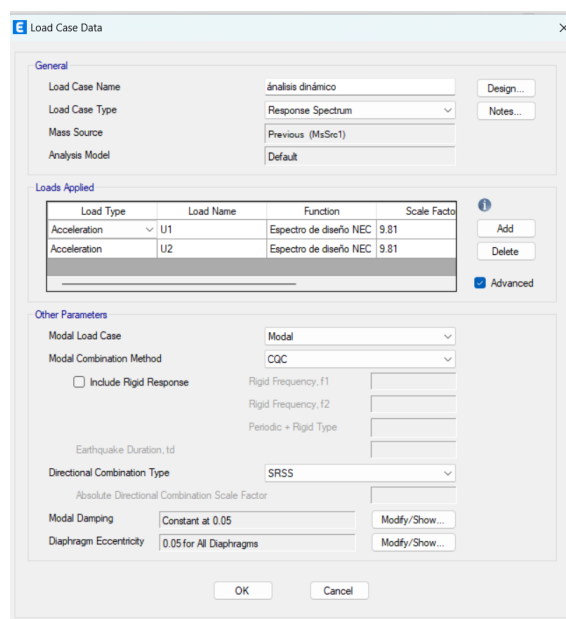 E Load Case Data
General
Load Case Name ánalisis dinámico Design...
Load Case Type Response Spectrum Notes...
Mass Source Previous (MsSrc1)
Analysis Model Default
Loads Applied
Load Type Load Name Function Scale Facto
Acceleration U1 Espectro de diseño NEC 9.81 Add
Acceleration U2 Espectro de diseño NEC 9.81 Delete
Advanced
Other Parameters
Modal Load Case Modal
Modal Combination Method CQC
Include Rigid Response Rigid Frequency, f1
Rigid Frequency, f2
Periodic + Rigid Type
Earthquake Duration, td
Directional Combination Type SRSS
Absolute Directional Combination Scale Factor
Modal Damping Constant at 0.05 Modify/Show...
Diaphragm Eccentricity 0.05 for All Diaphragms Modify/Show...
OK Cancel